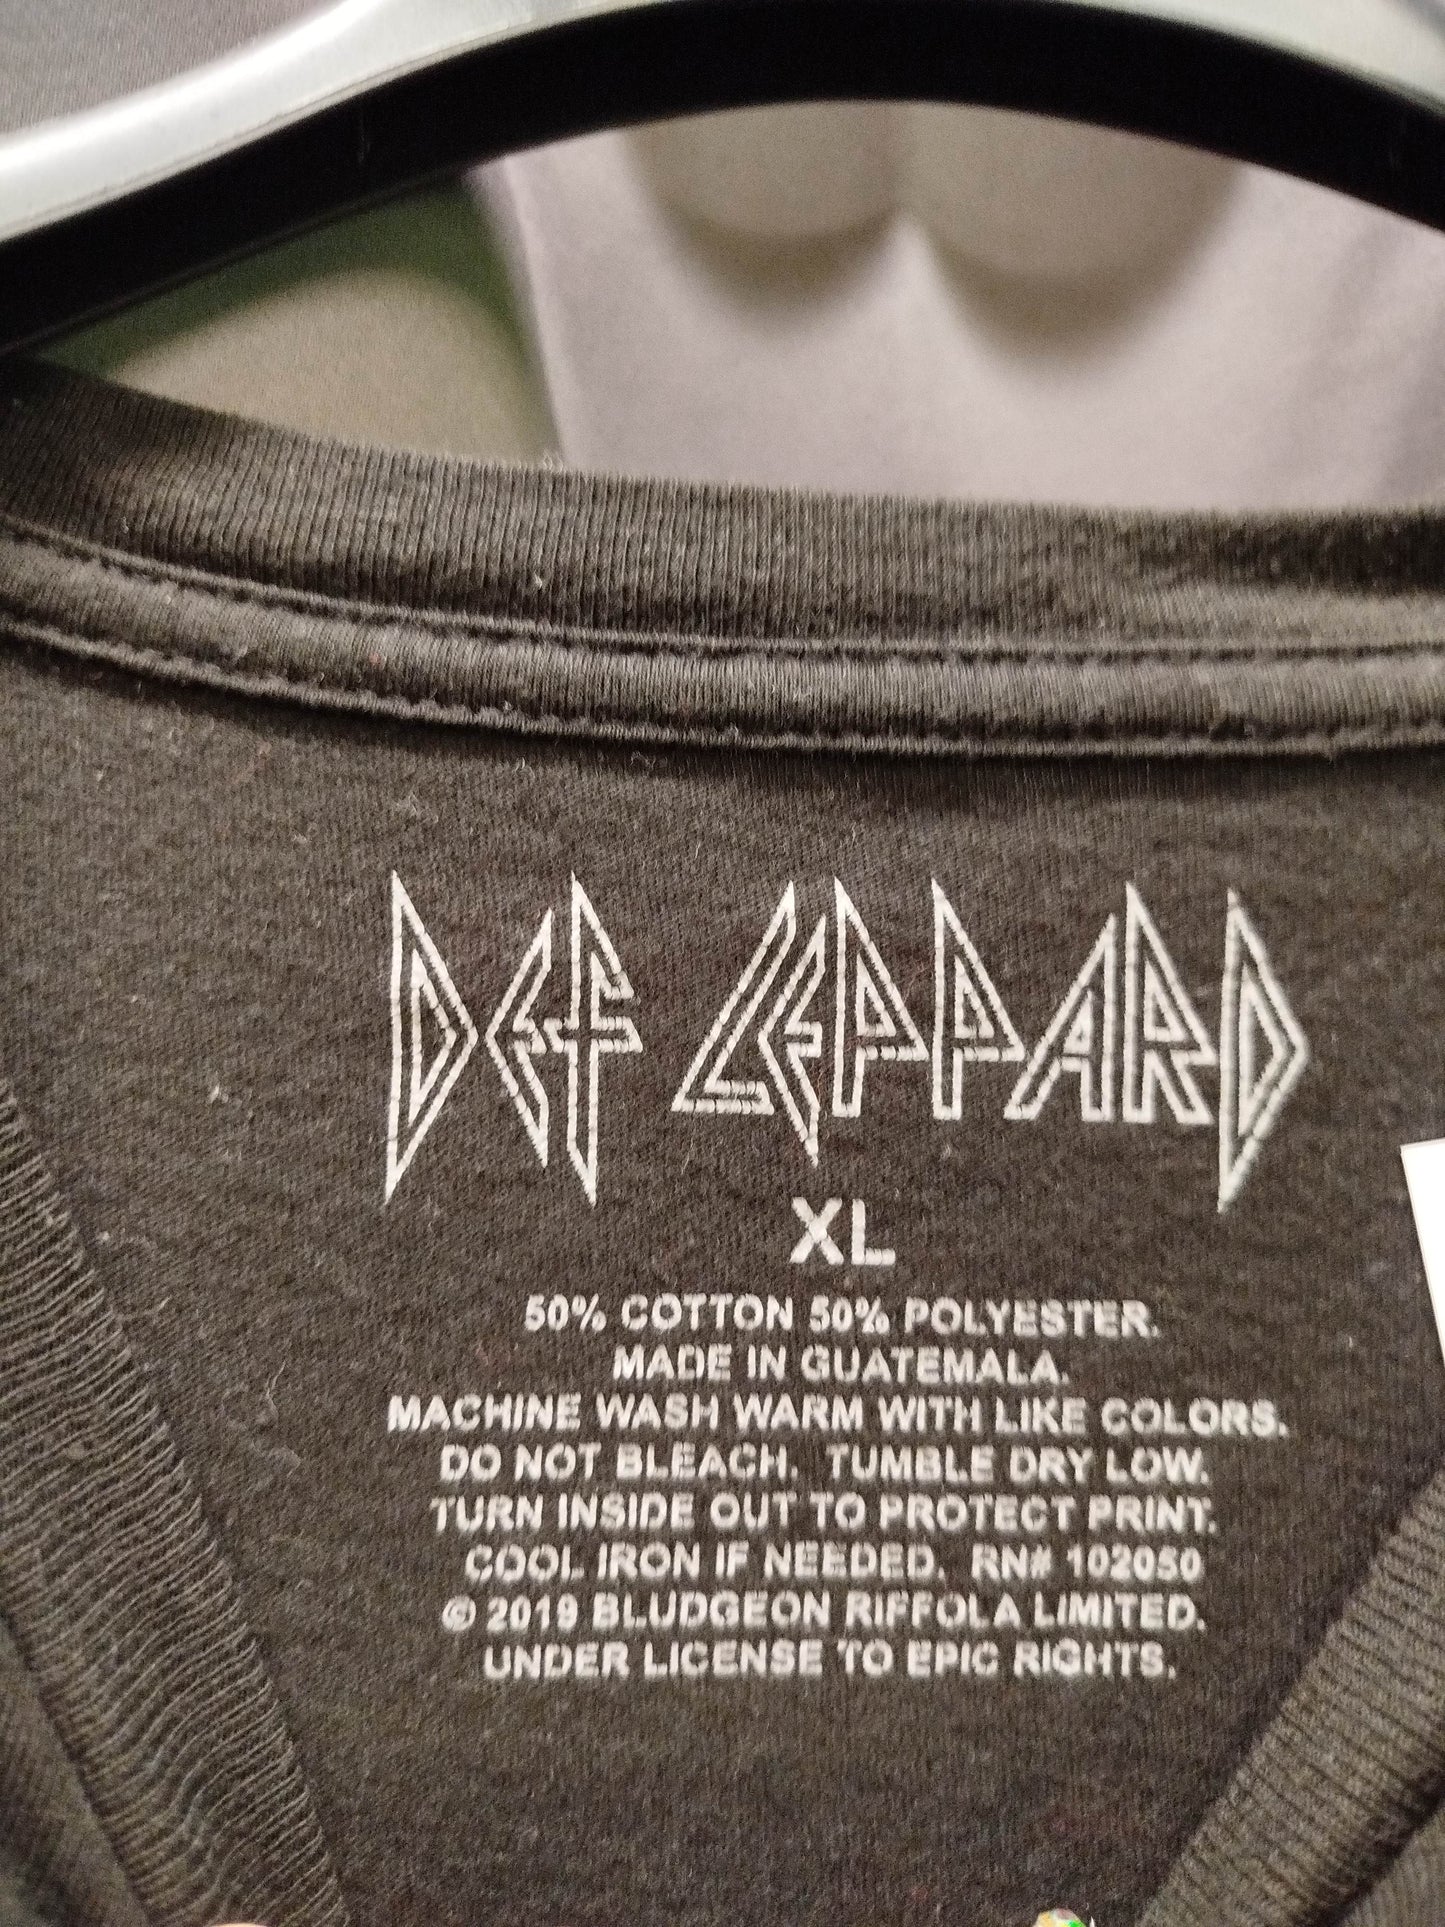 DEF LEPPARD
XL
50% COTTON 50% POLYESTER.
MADE IN GUATEMALA.
MACHINE WASH WARM WITH LIKE COLORS.
DO NOT BLEACH. TUMBLE DRY LOW.
TURN INSIDE OUT TO PROTECT PRINT.
COOL IRON IF NEEDED. RN# 102050
© 2019 BLUDGEON RIFFOLA LIMITED.
UNDER LICENSE TO EPIC RIGHTS.